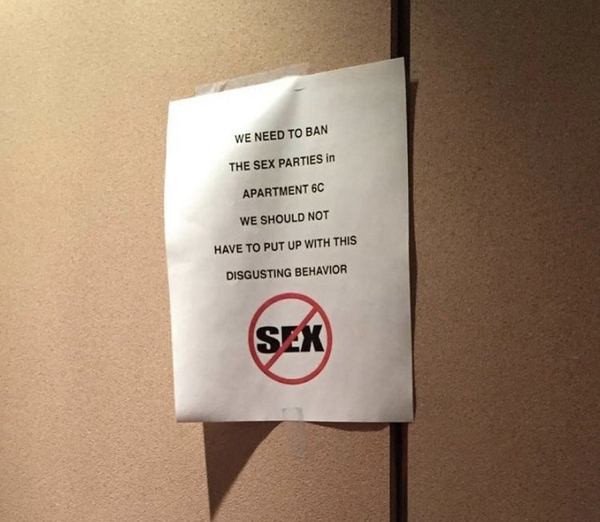 WE NEED TO BAN
THE SEX PARTIES in
APARTMENT 6C
WE SHOULD NOT
HAVE TO PUT UP WITH THIS
DISGUSTING BEHAVIOR
SEX